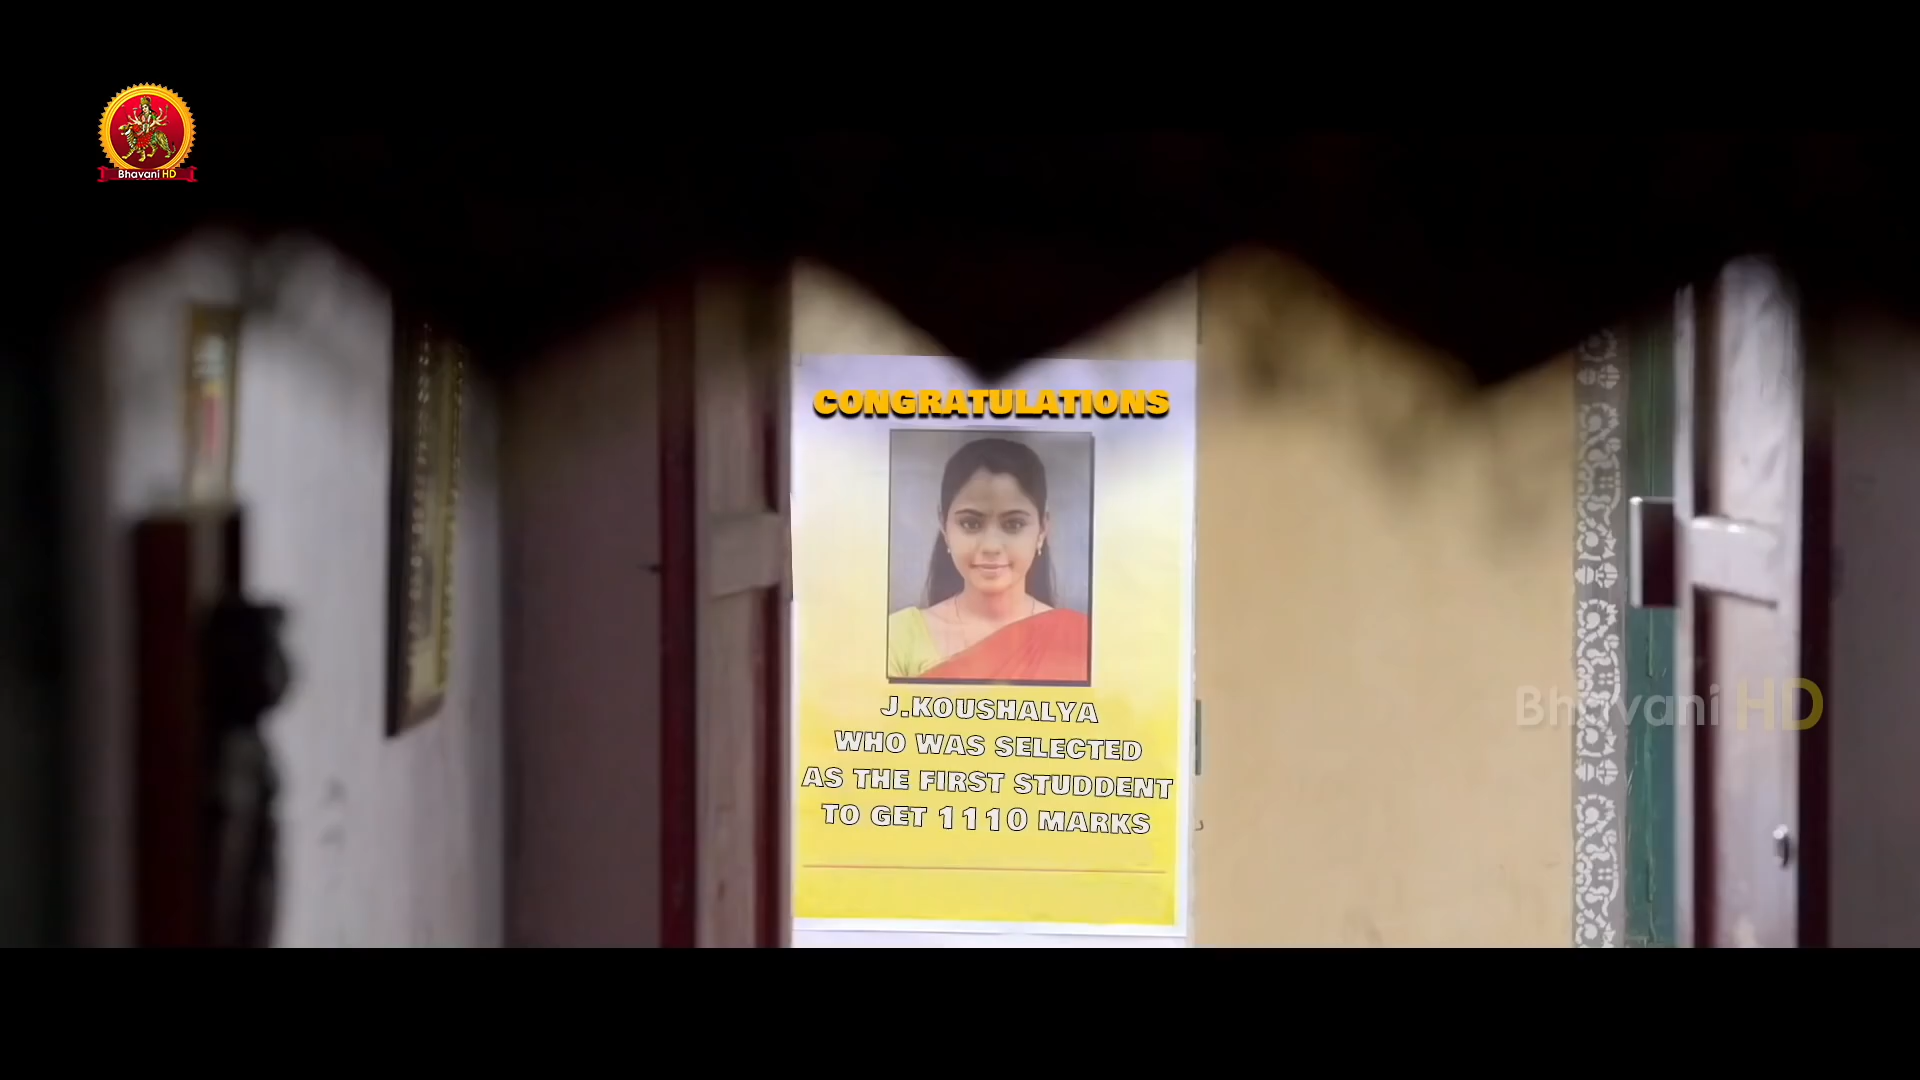 Bhavani HD
CONGRATULATIONS
J.KOUSHALYA
WHO WAS SELECTED
AS THE FIRST STUDDENT
TO GET 1110 MARKS
Bhavani HD